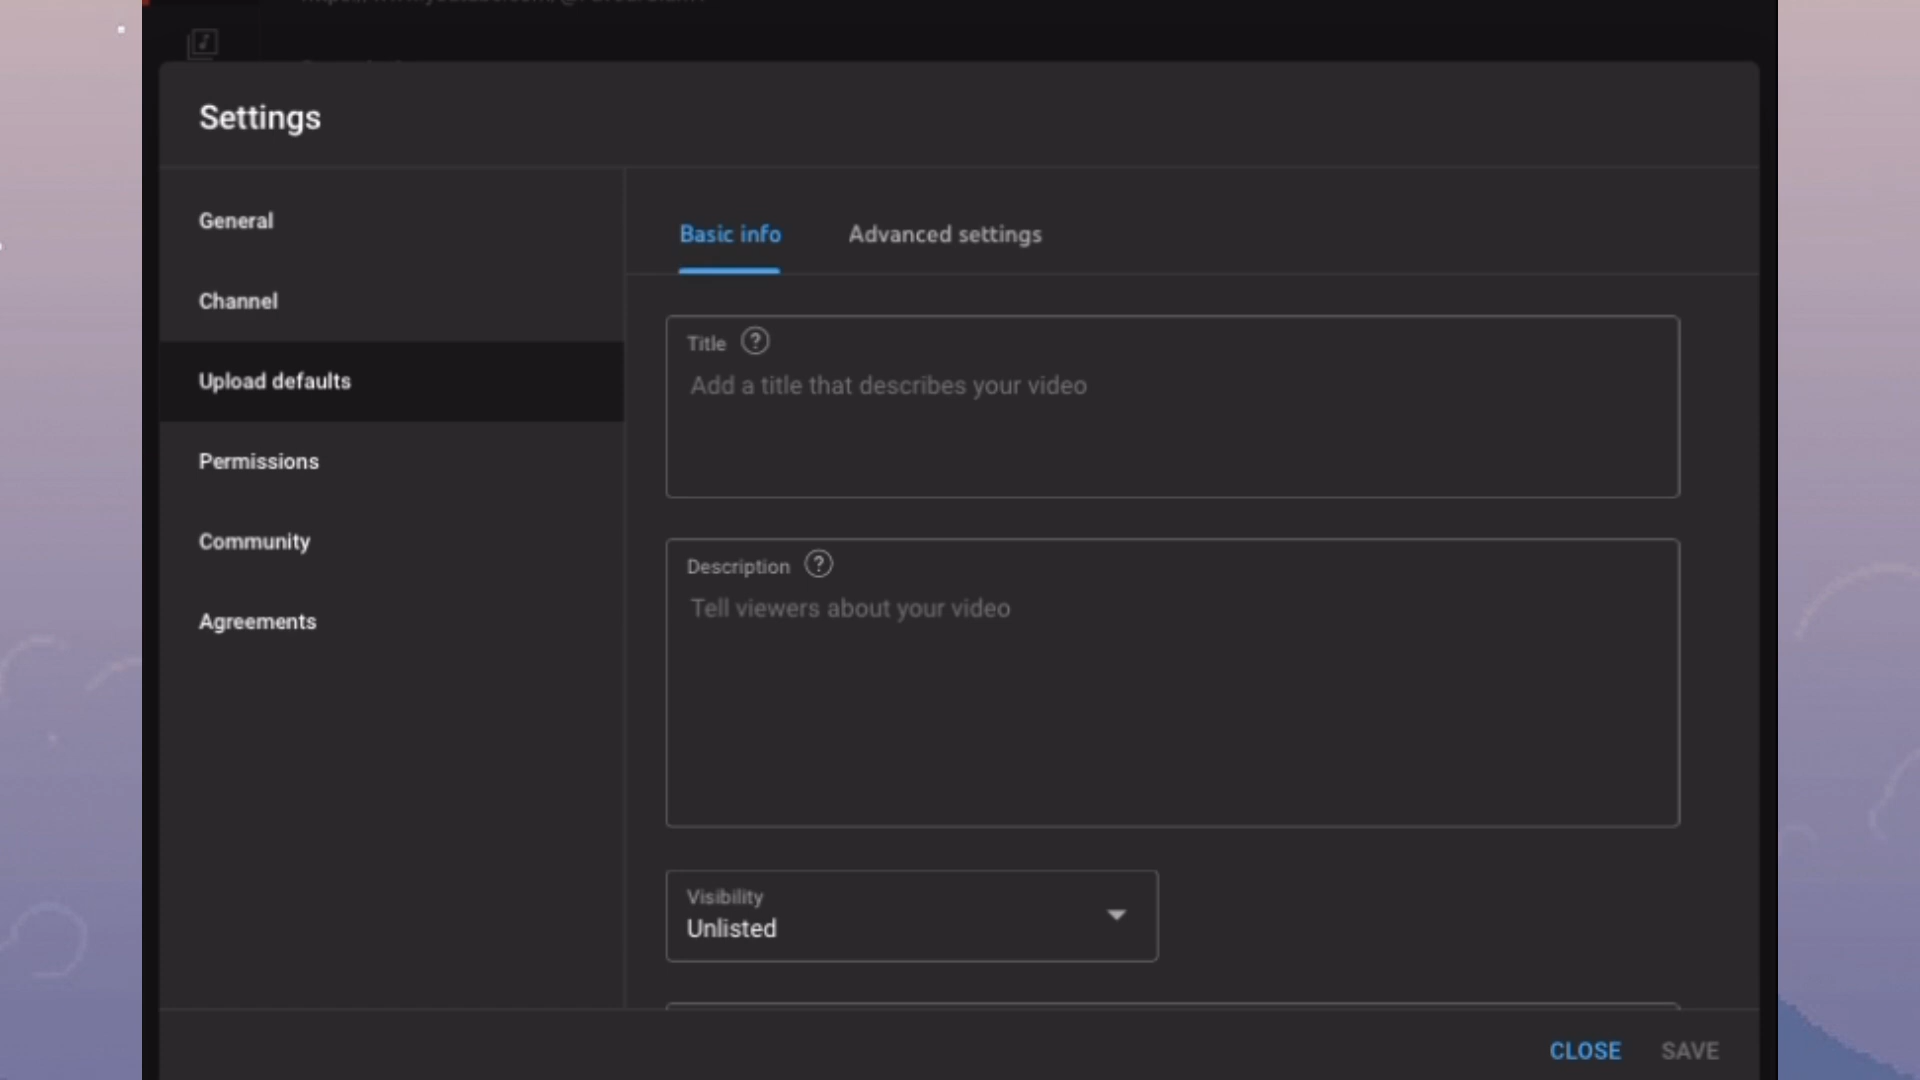 Settings
General
Channel
Upload defaults
Permissions
Community
Agreements
Basic info
Advanced settings
Title
Add a title that describes your video
Description
Tell viewers about your video
Visibility
Unlisted
CLOSE
SAVE